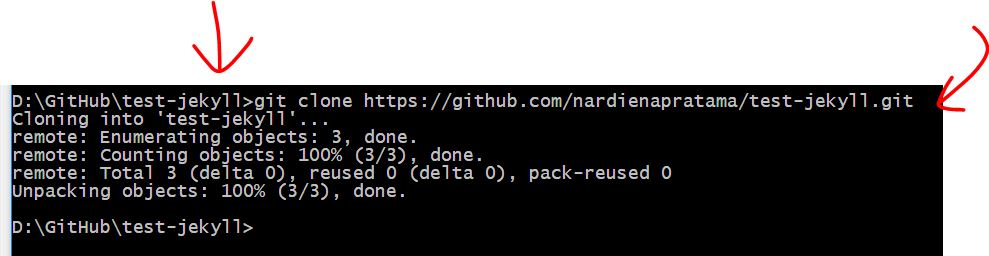 D:\GitHub\test-jekyll>git clone https://github.com/nardienapratama/test-jekyll.git
Cloning into 'test-jekyll'...
remote: Enumerating objects: 3, done.
remote: Counting objects: 100% (3/3), done.
remote: Total 3 (delta 0), reused 0 (delta 0), pack-reused 0
Unpacking objects: 100% (3/3), done.
D:\GitHub\test-jekyll>